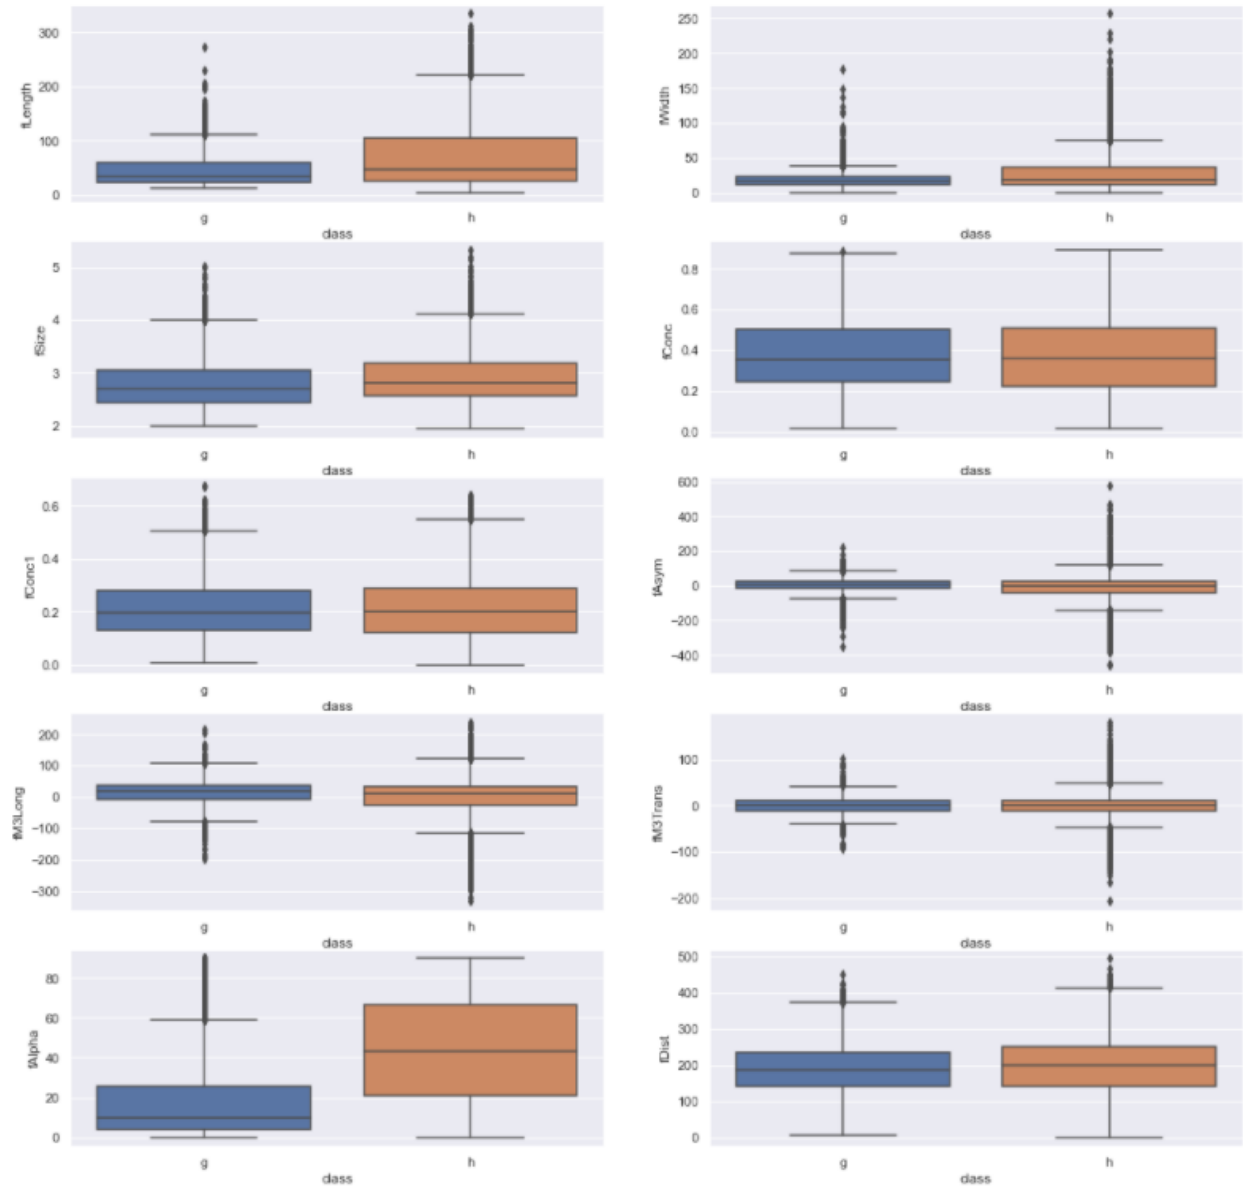 300
200
100
0
fLength
g
h
class
250
200
150
100
50
0
fWidth
g
h
class
5
4
3
2
fSize
g
h
class
0.8
0.6
0.4
0.2
0.0
fConc
g
h
class
0.6
0.4
0.2
0.0
fConc1
g
h
class
600
400
200
0
−200
−400
fAsym
g
h
class
200
100
0
−100
−200
−300
fM3Long
g
h
class
100
0
−100
−200
fM3Trans
g
h
class
80
60
40
20
0
fAlpha
g
h
class
500
400
300
200
100
0
fDist
g
h
class